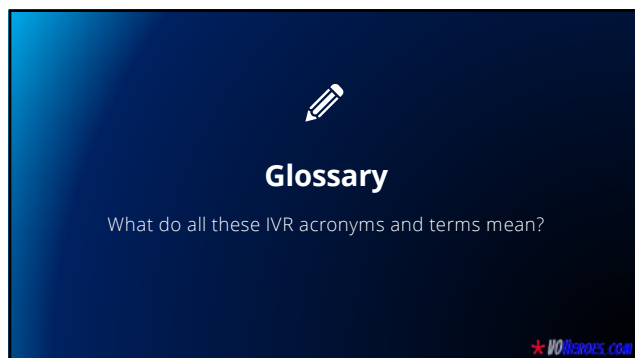 Glossary
What do all these IVR acronyms and terms mean?
VOHEROES.COM